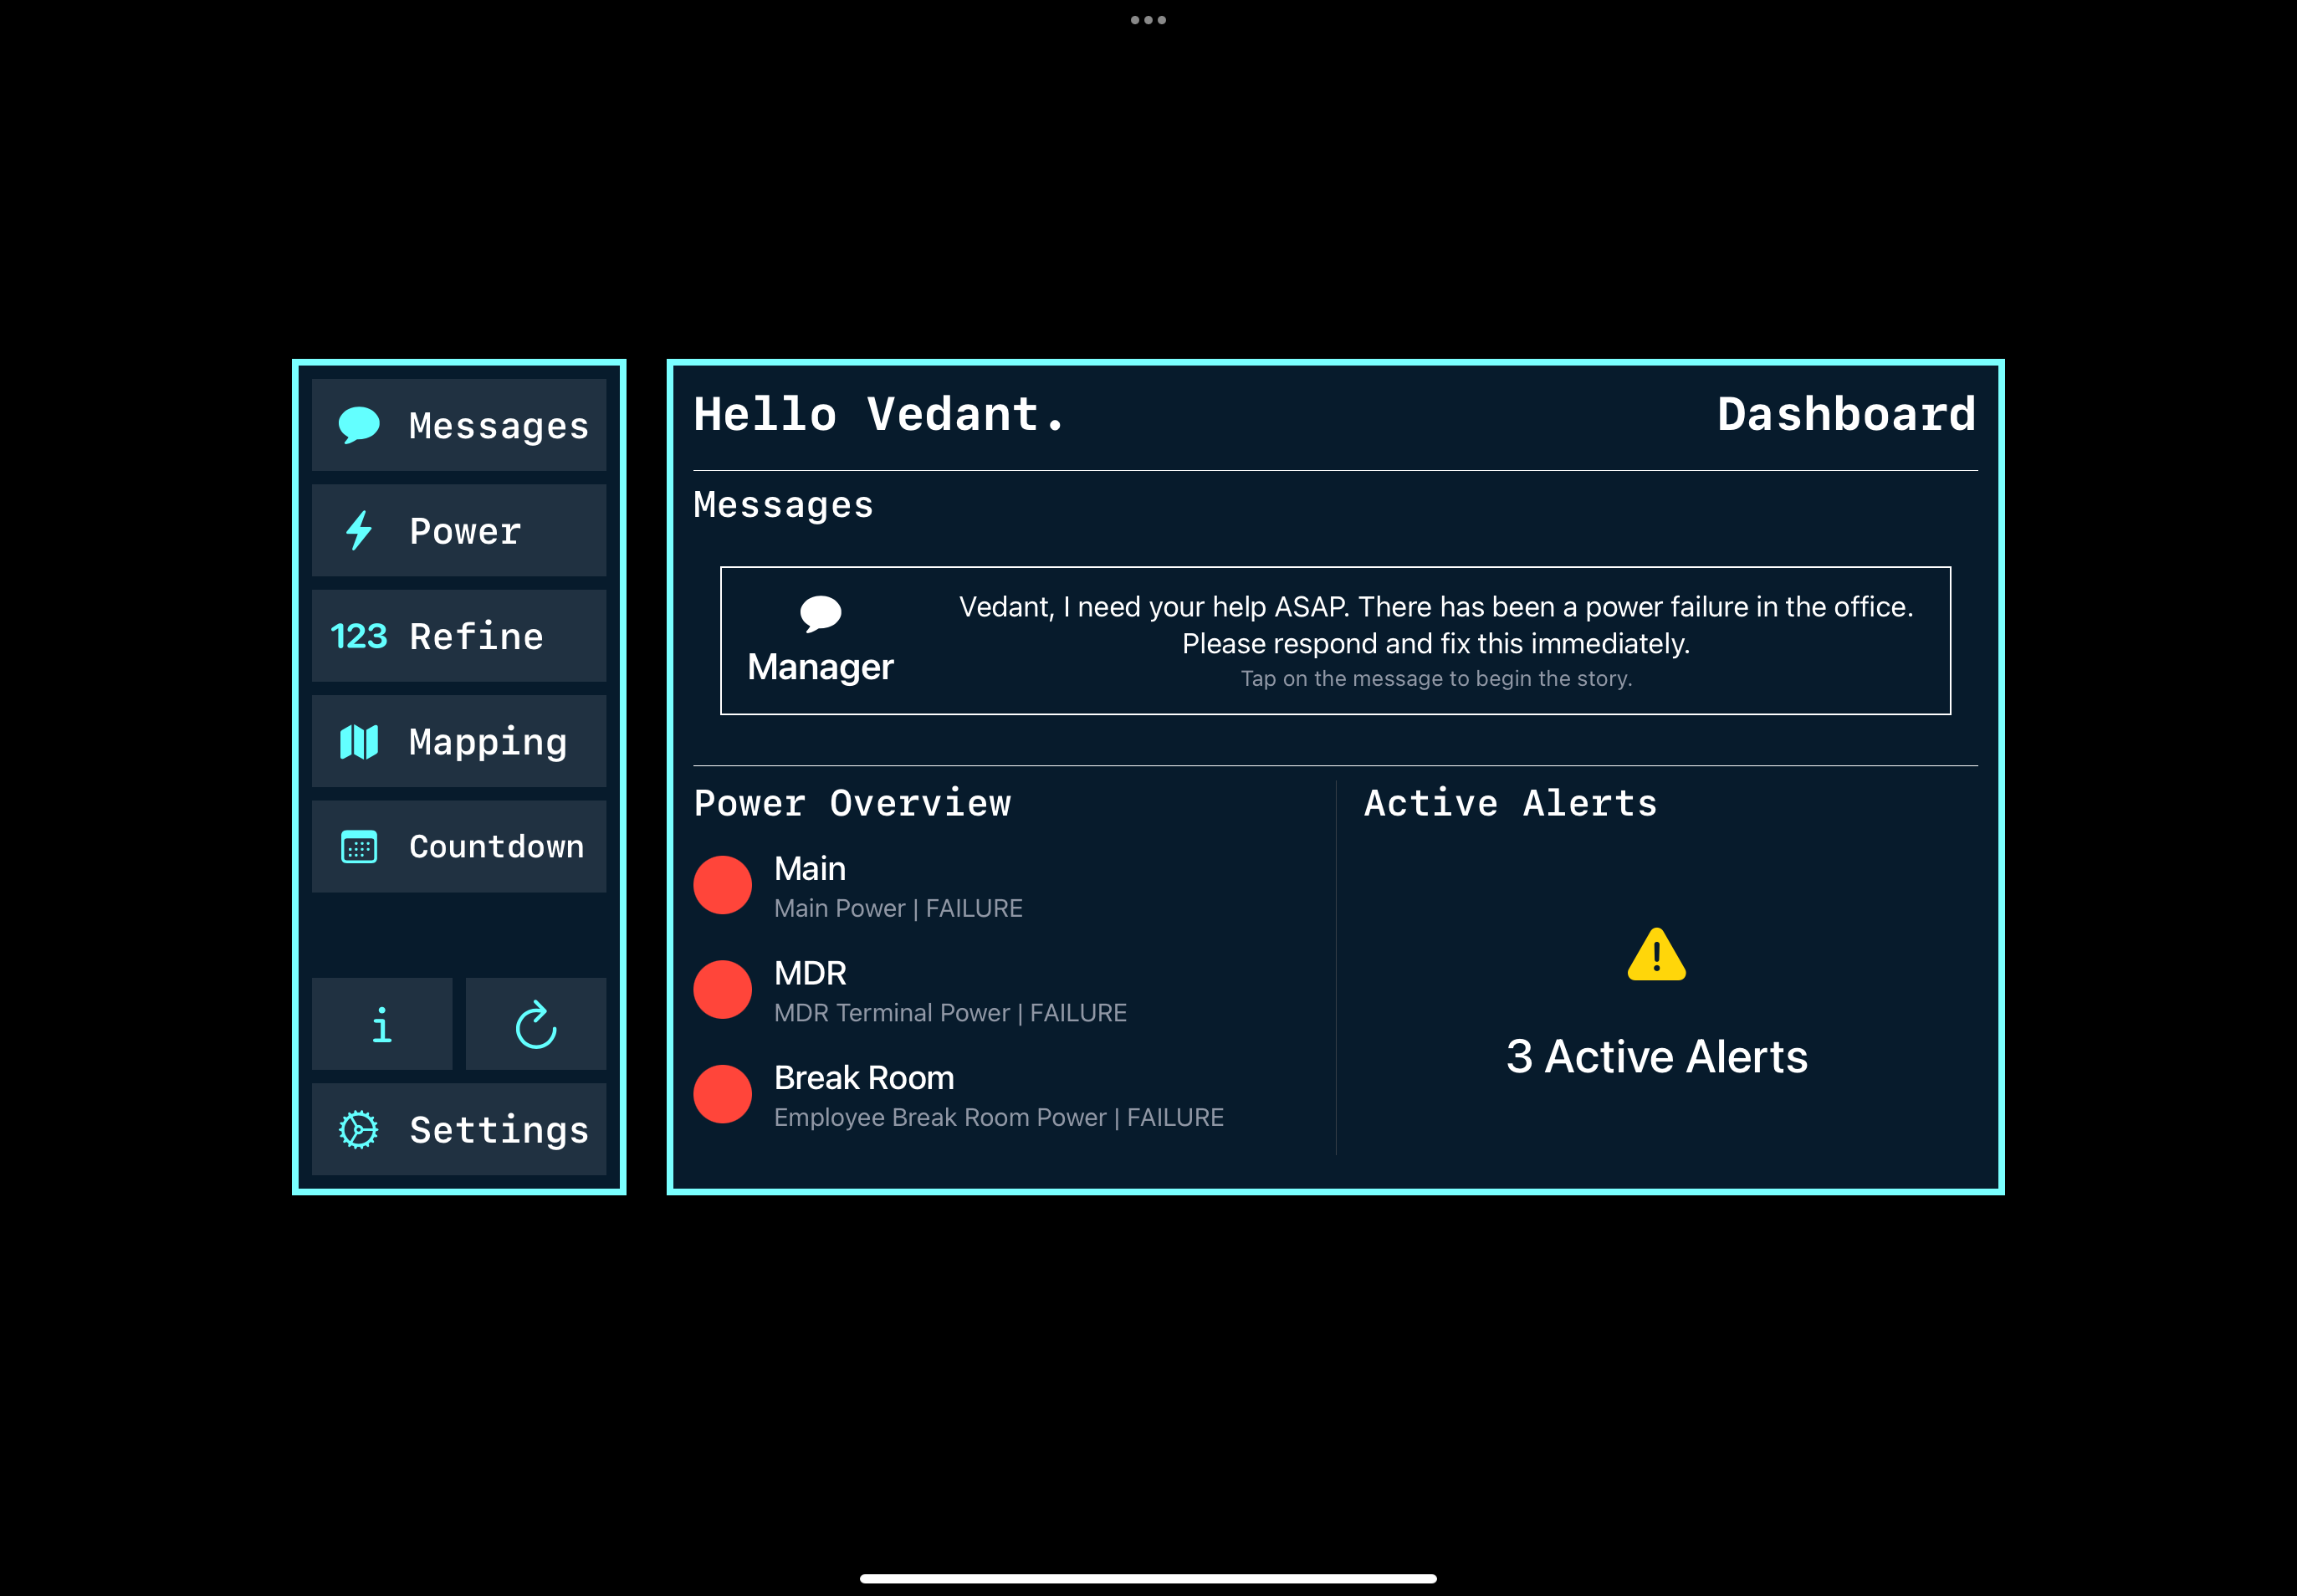 Messages
Power
123 Refine
Mapping
Countdown
i
Settings
Hello Vedant.
Dashboard
Messages
Manager
Vedant, I need your help ASAP. There has been a power failure in the office.
Please respond and fix this immediately.
Tap on the message to begin the story.
Power Overview
Main
Main Power | FAILURE
MDR
MDR Terminal Power | FAILURE
Break Room
Employee Break Room Power | FAILURE
Active Alerts
3 Active Alerts